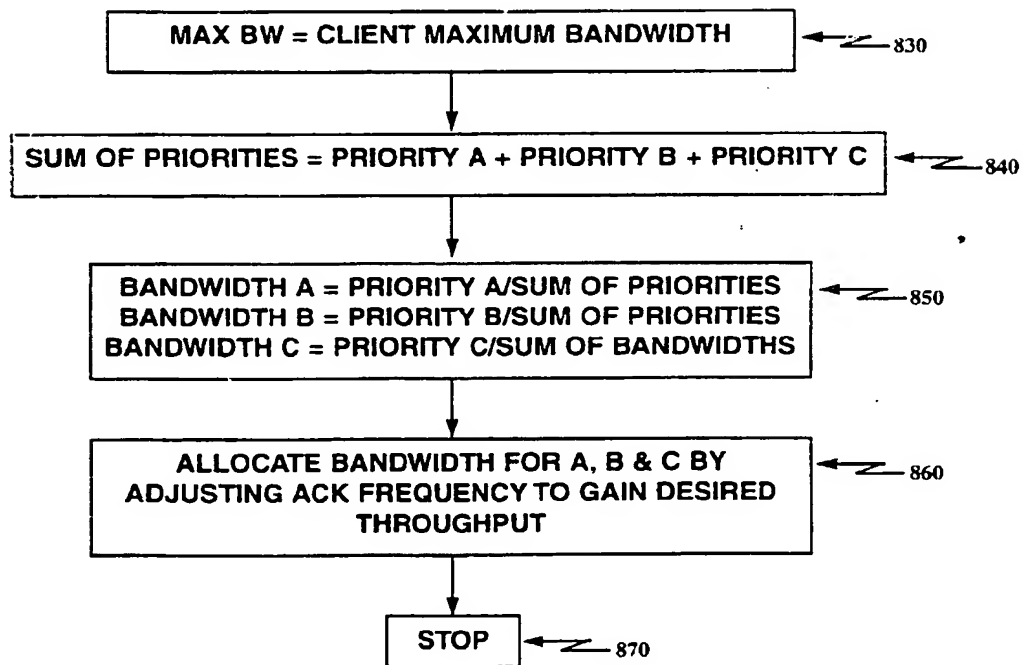 MAX BW = CLIENT MAXIMUM BANDWIDTH
830
SUM OF PRIORITIES = PRIORITY A + PRIORITY B + PRIORITY C
840
BANDWIDTH A = PRIORITY A/SUM OF PRIORITIES
BANDWIDTH B = PRIORITY B/SUM OF PRIORITIES
BANDWIDTH C = PRIORITY C/SUM OF BANDWIDTHS
850
ALLOCATE BANDWIDTH FOR A, B & C BY
ADJUSTING ACK FREQUENCY TO GAIN DESIRED
THROUGHPUT
860
STOP
870